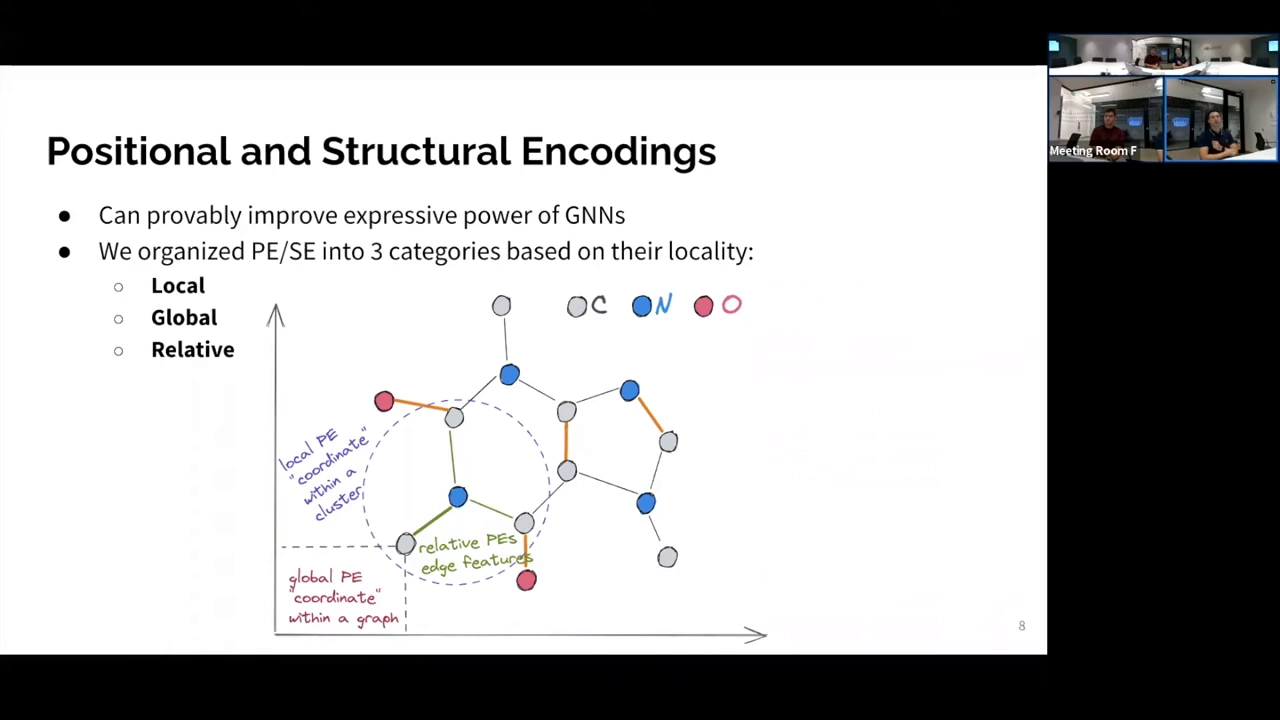 Positional and Structural Encodings
● Can provably improve expressive power of GNNs
● We organized PE/SE into 3 categories based on their locality:
○ Local
○ Global
○ Relative
C N O
local PE
"coordinate"
within a
cluster
relative PEs
edge features
global PE
"coordinate"
within a graph
8
Meeting Room F